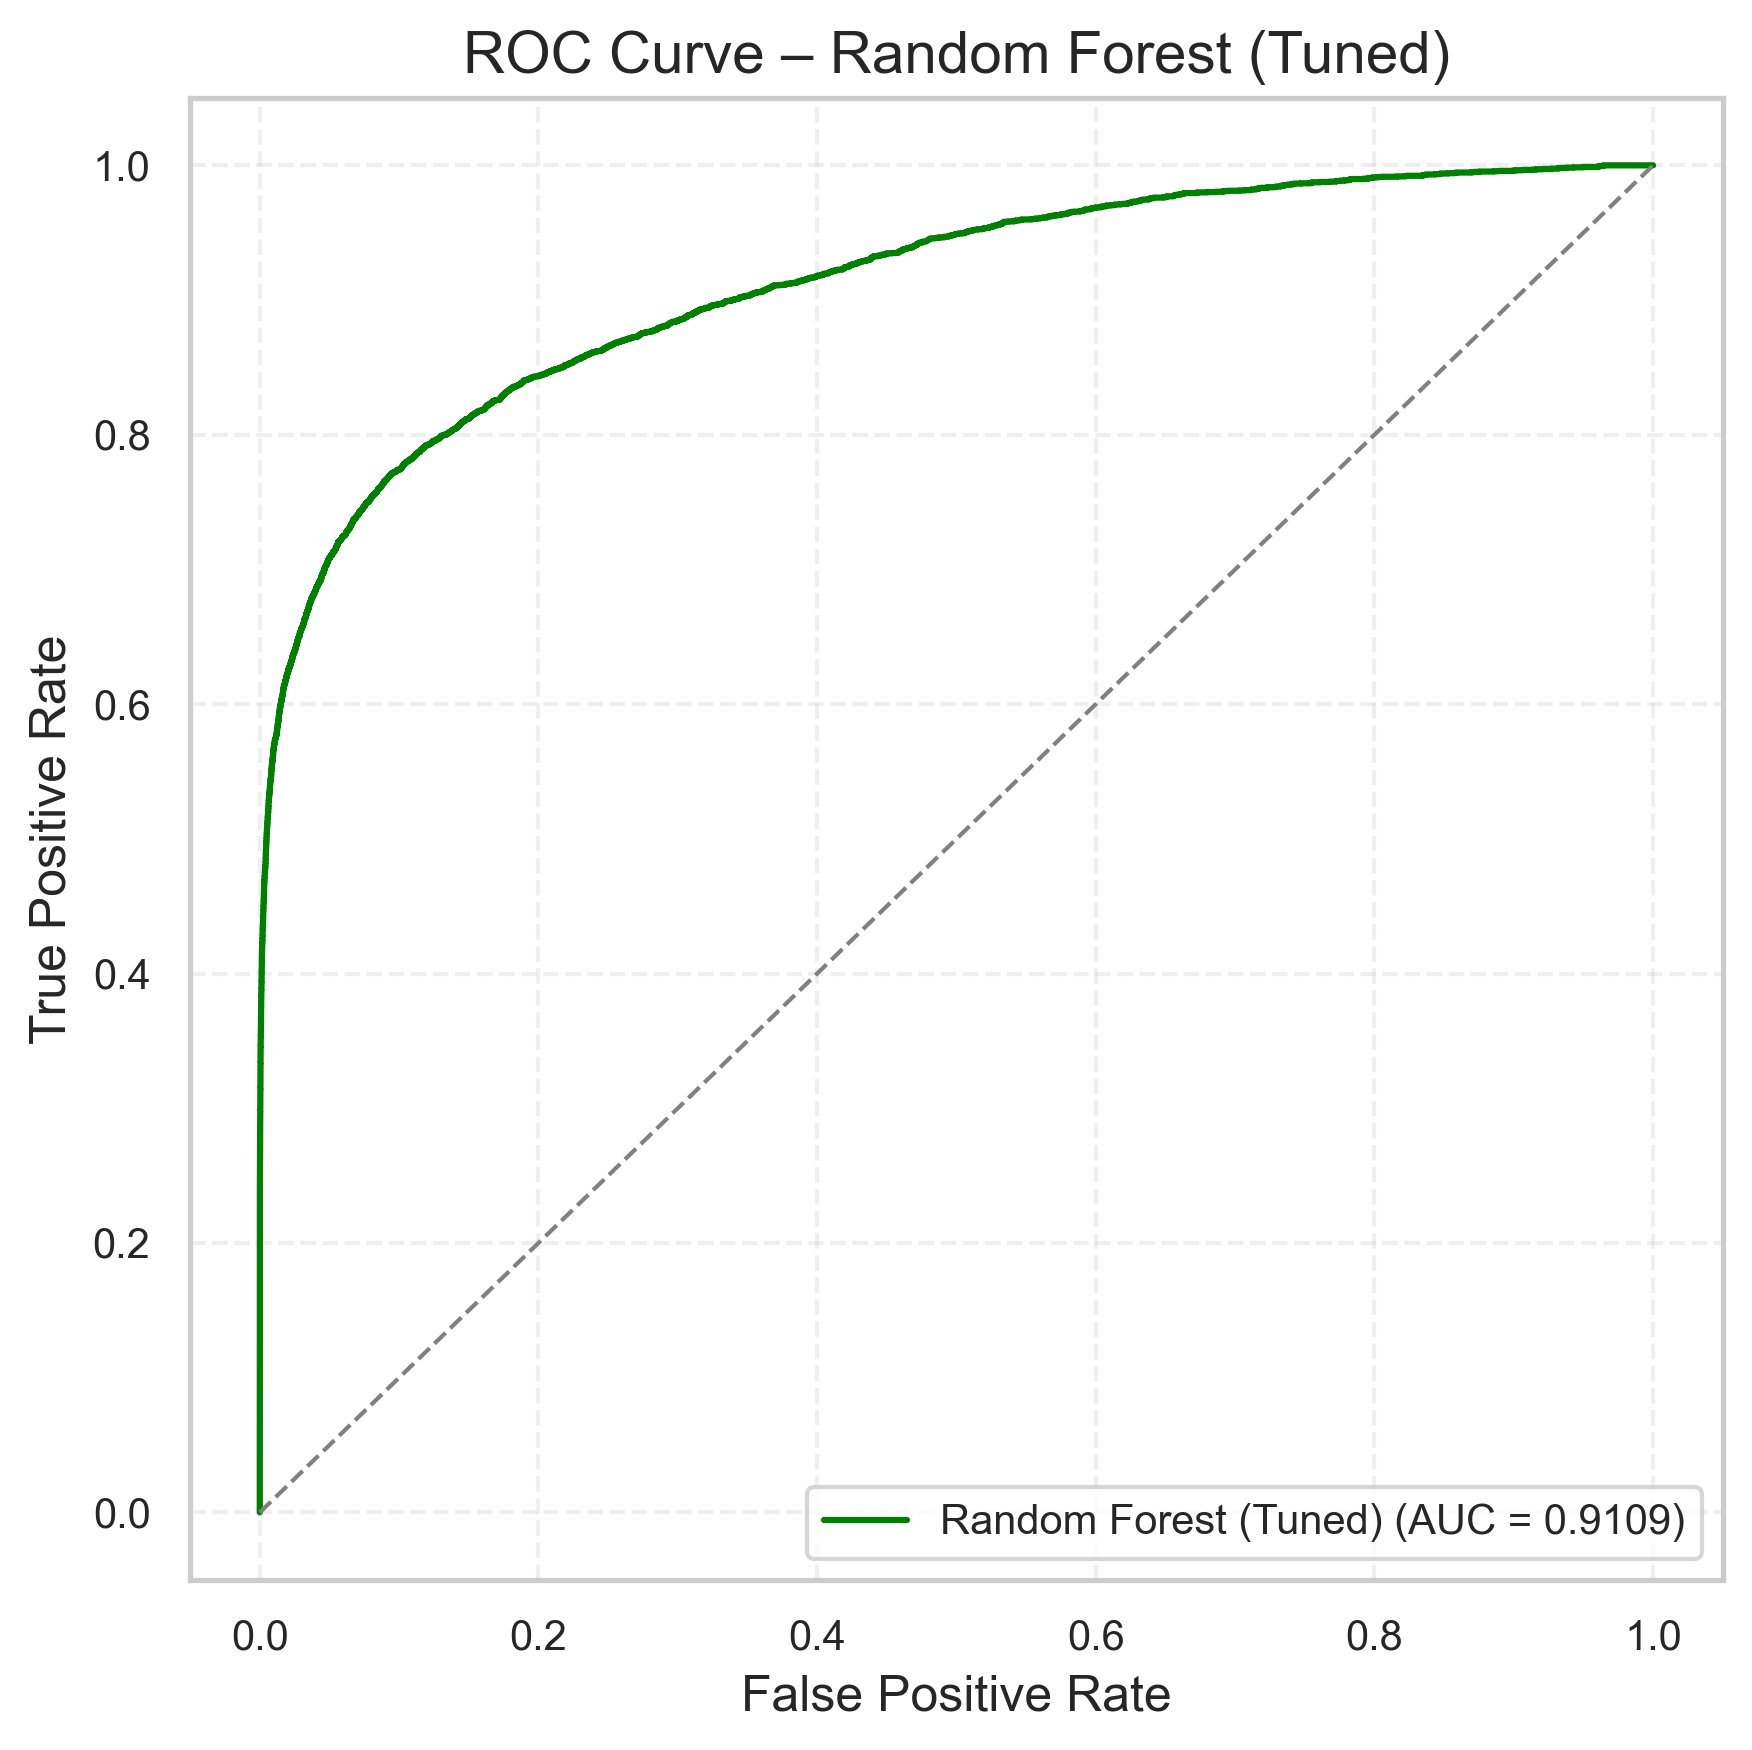 ROC Curve – Random Forest (Tuned)
True Positive Rate
1.0
0.8
0.6
0.4
0.2
0.0
Random Forest (Tuned) (AUC = 0.9109)
0.0 0.2 0.4 0.6 0.8 1.0
False Positive Rate